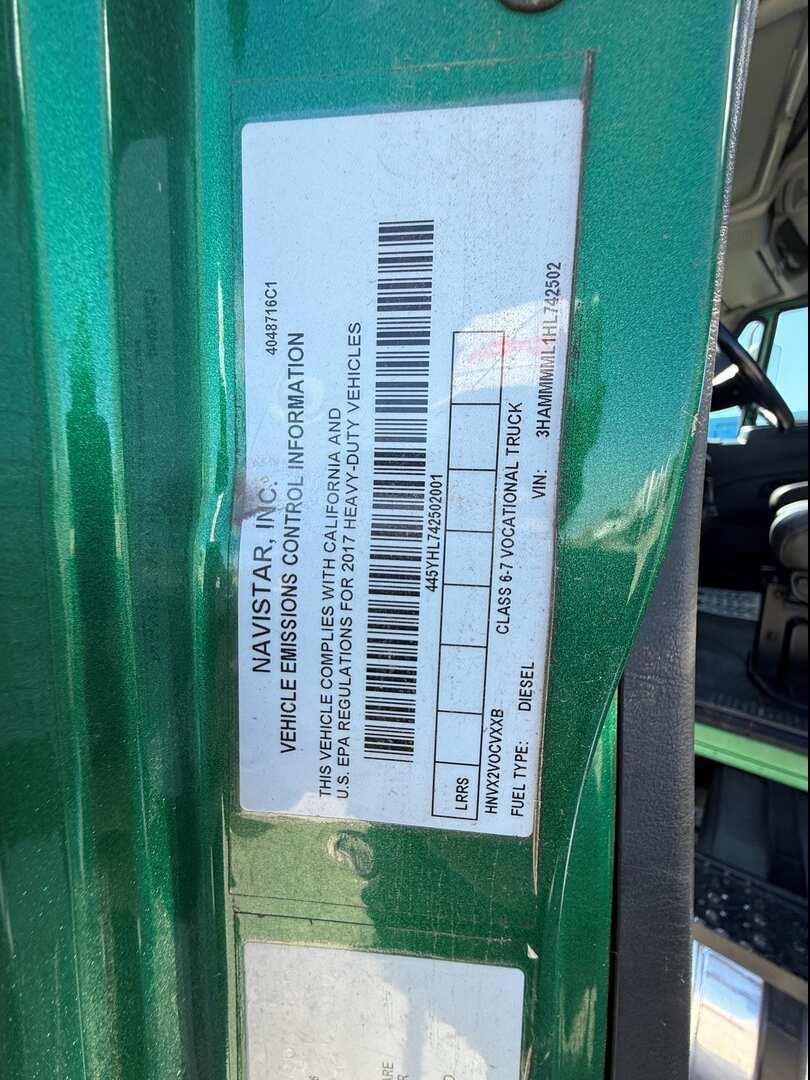 4048716C1
NAVISTAR, INC.
VEHICLE EMISSIONS CONTROL INFORMATION
THIS VEHICLE COMPLIES WITH CALIFORNIA AND
U.S. EPA REGULATIONS FOR 2017 HEAVY-DUTY VEHICLES
445YHL742502001
LRRS
HNVX2VOCVXXB CLASS 6-7 VOCATIONAL TRUCK
FUEL TYPE: DIESEL VIN: 3HAMMMML1HL742502